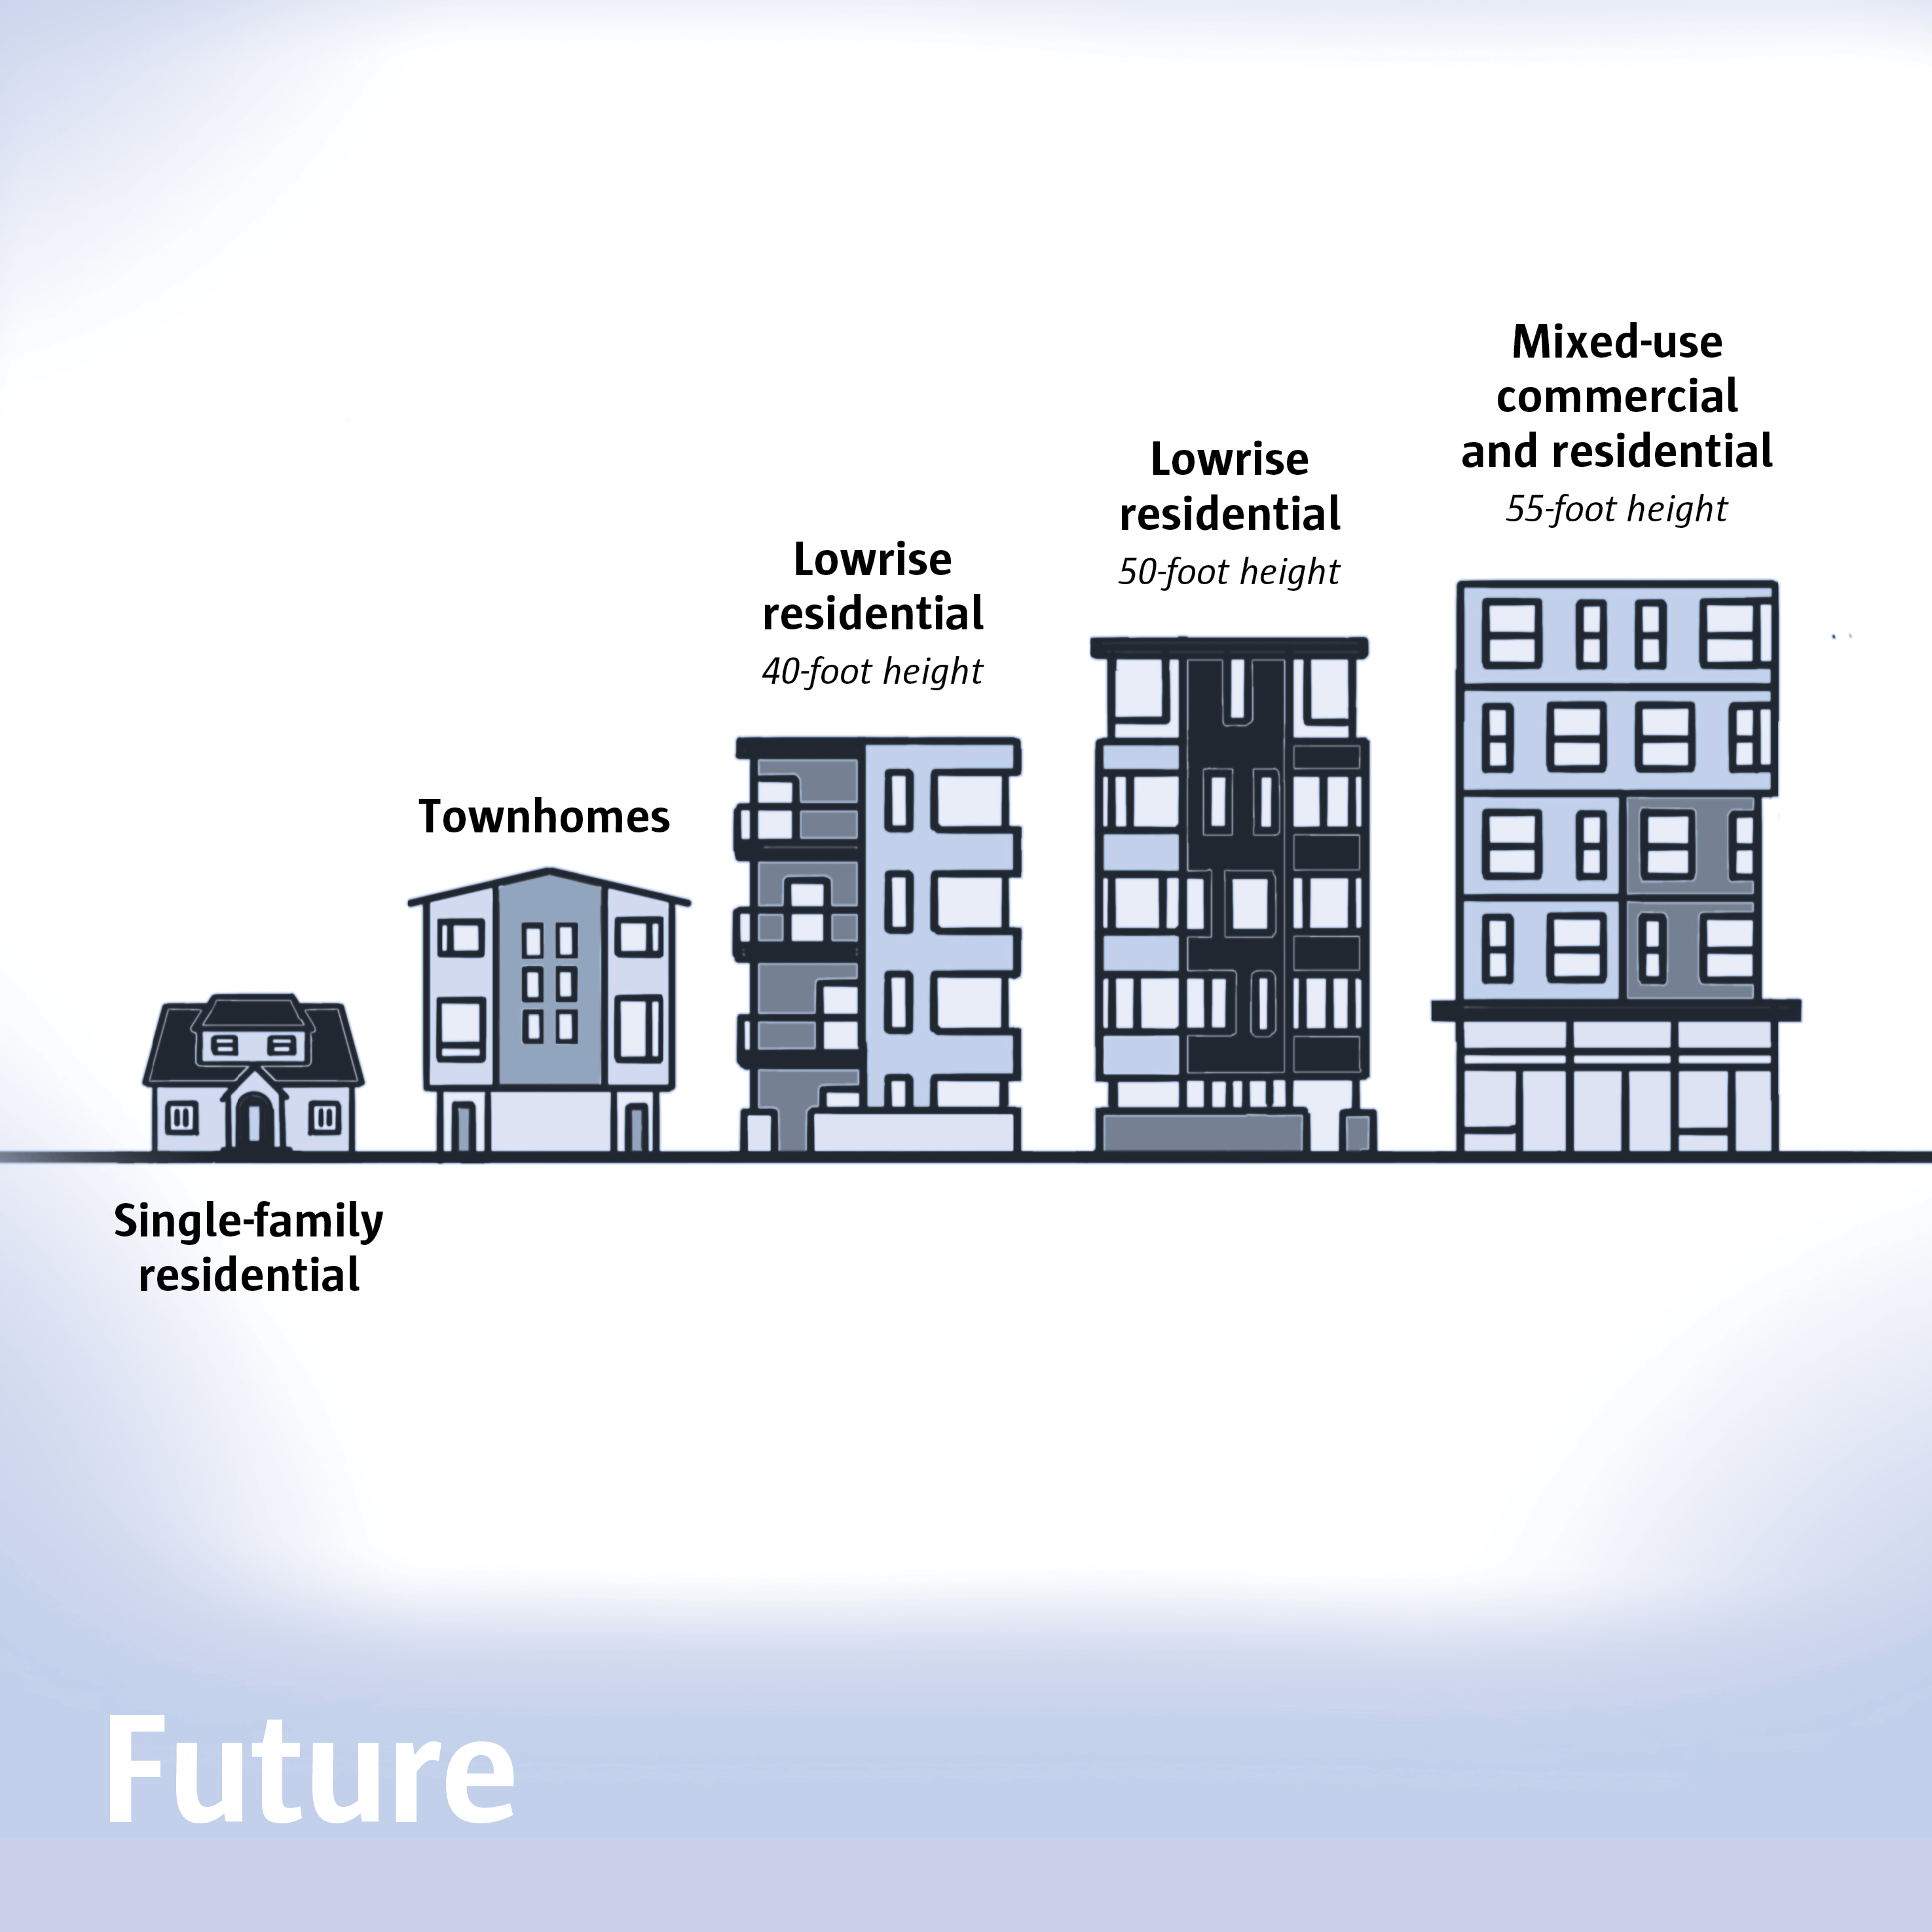 Mixed-use
commercial
and residential
55-foot height
Lowrise
residential
50-foot height
Lowrise
residential
40-foot height
Townhomes
Single-family
residential
Future